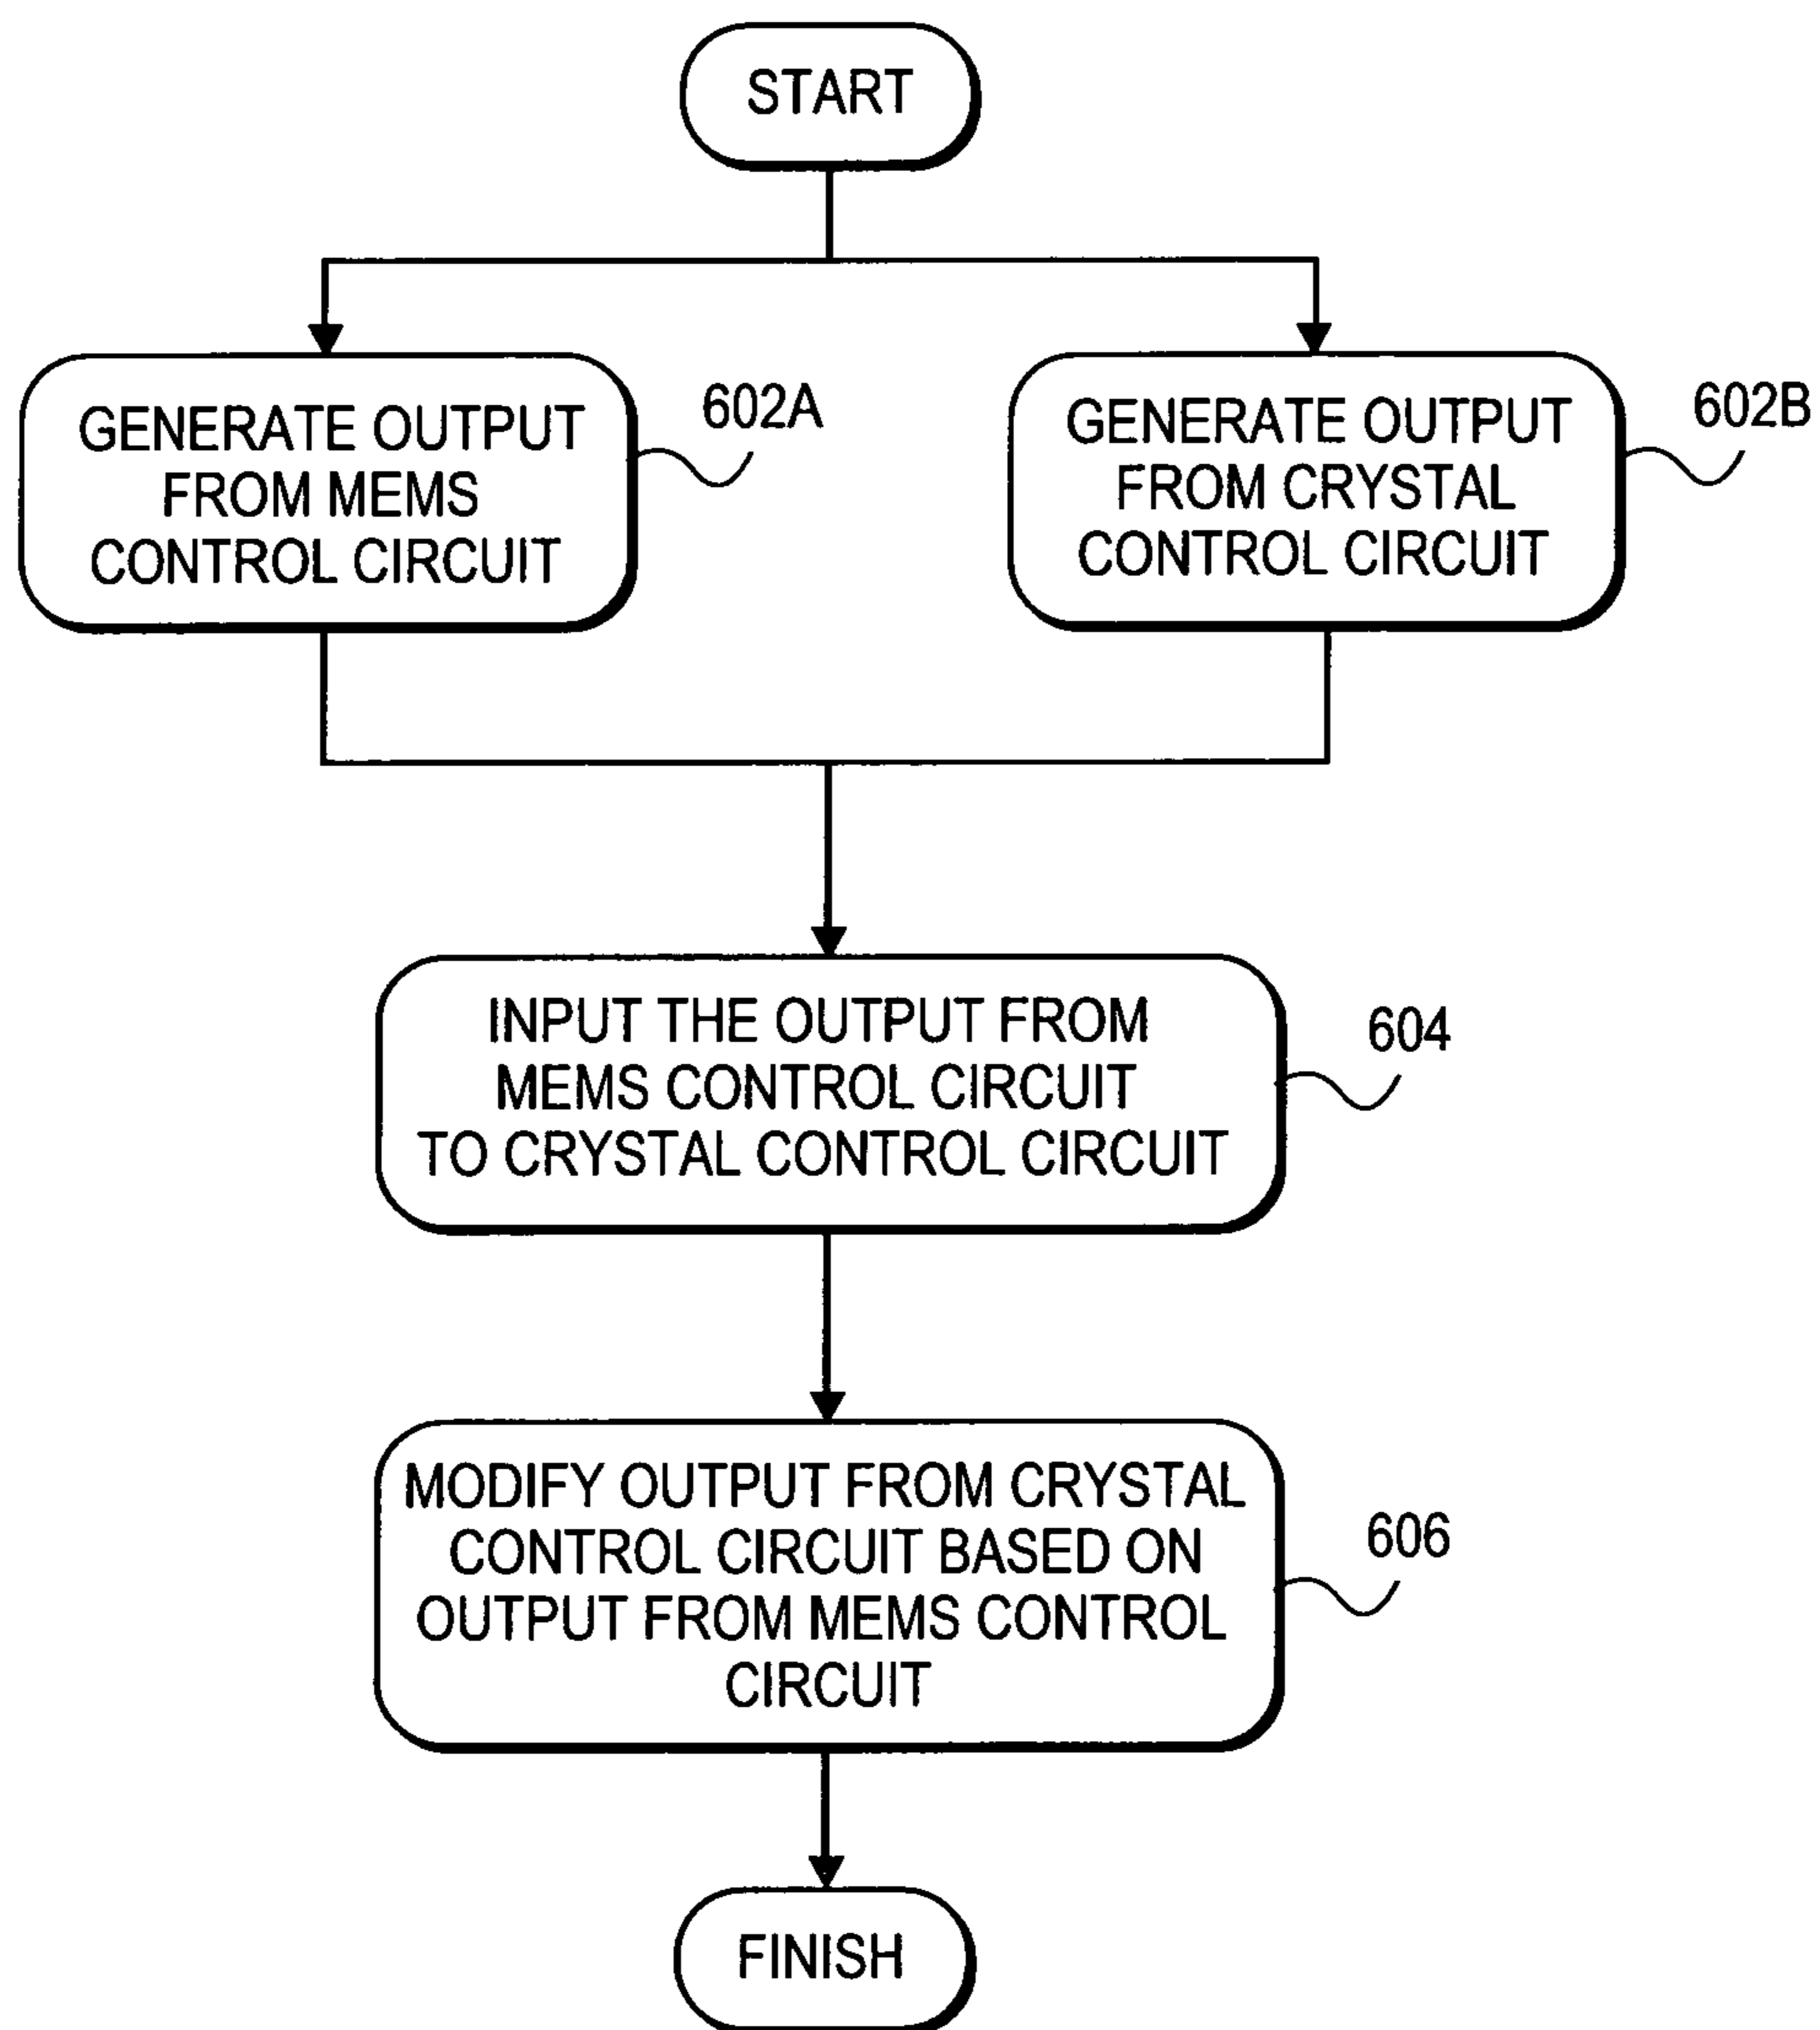 START
GENERATE OUTPUT
FROM MEMS
CONTROL CIRCUIT
602A
GENERATE OUTPUT
FROM CRYSTAL
CONTROL CIRCUIT
602B
INPUT THE OUTPUT FROM
MEMS CONTROL CIRCUIT
TO CRYSTAL CONTROL CIRCUIT
604
MODIFY OUTPUT FROM CRYSTAL
CONTROL CIRCUIT BASED ON
OUTPUT FROM MEMS CONTROL
CIRCUIT
606
FINISH